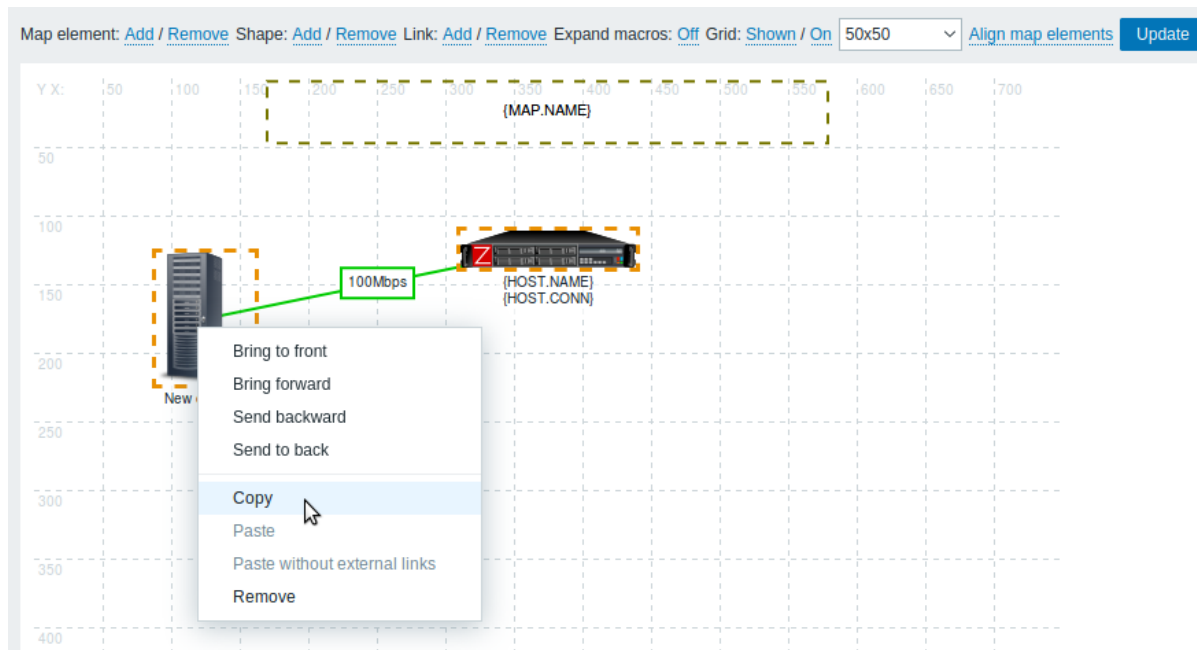 Map element: Add / Remove Shape: Add / Remove Link: Add / Remove Expand macros: Off Grid: Shown / On 50x50 Align map elements Update
Y X: 50 100 150 200 250 300 350 400 450 500 550 600 650 700
{MAP.NAME}
50
100
Z
100Mbps
{HOST.NAME}
150
{HOST.CONN}
Bring to front
200
Bring forward
New
Send backward
250
Send to back
Copy
300
Paste
Paste without external links
350
Remove
400